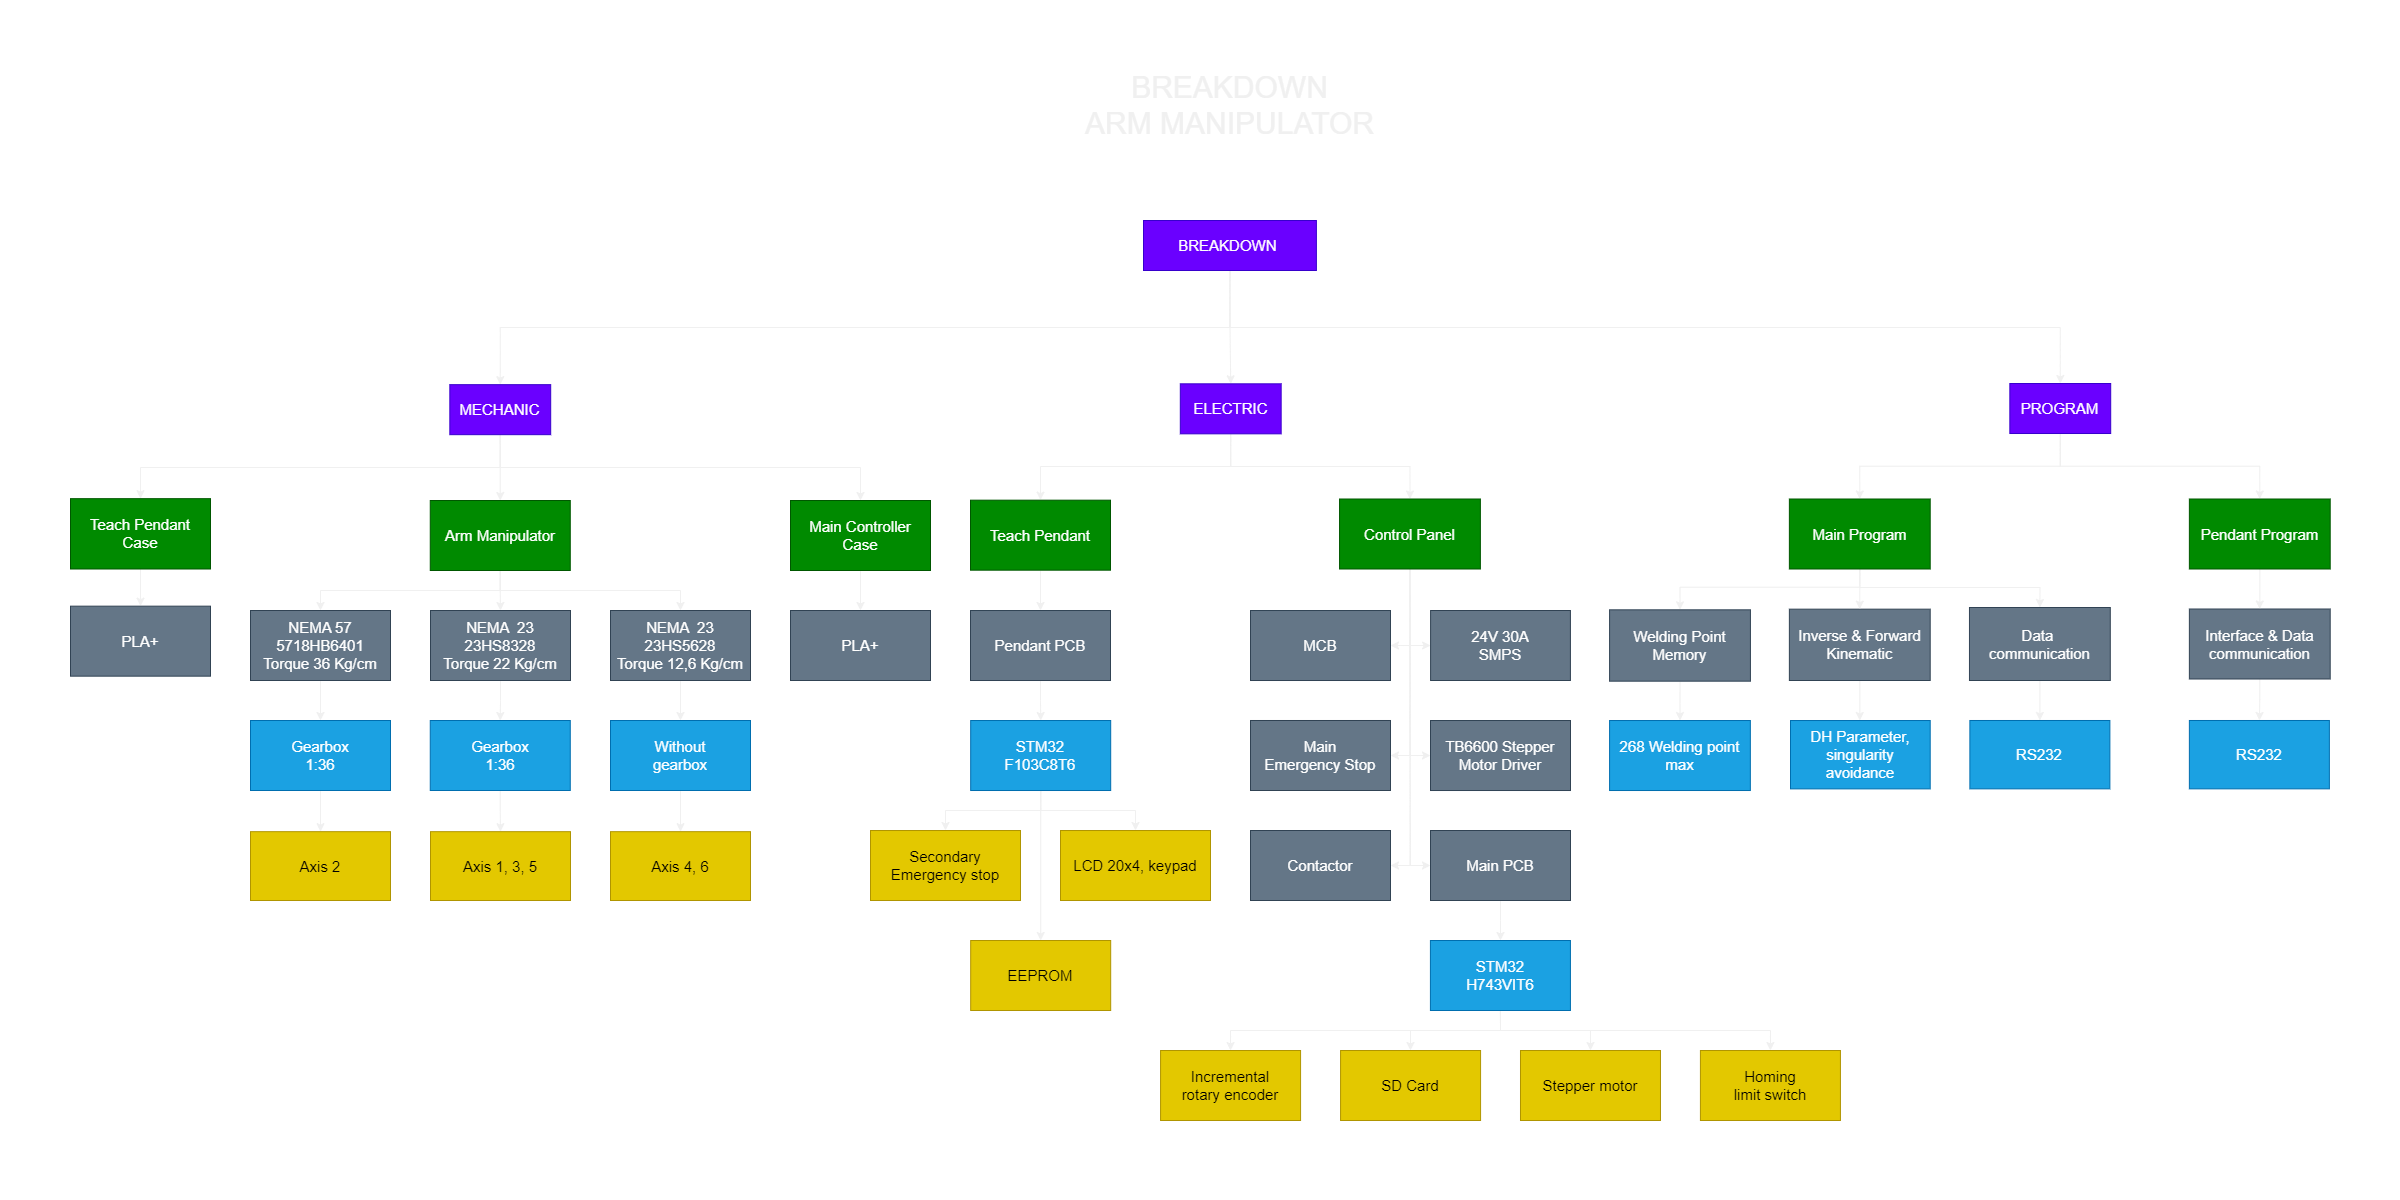 BREAKDOWN
ARM MANIPULATOR
BREAKDOWN
MECHANIC
ELECTRIC
PROGRAM
Teach Pendant
Case
Arm Manipulator
Main Controller
Case
Teach Pendant
Control Panel
Main Program
Pendant Program
PLA+
NEMA 57
5718HB6401
Torque 36 Kg/cm
NEMA 23
23HS8328
Torque 22 Kg/cm
NEMA 23
23HS5628
Torque 12,6 Kg/cm
PLA+
Pendant PCB
MCB
24V 30A
SMPS
Welding Point
Memory
Inverse & Forward
Kinematic
Data
communication
Interface & Data
communication
Gearbox
1:36
Gearbox
1:36
Without
gearbox
STM32
F103C8T6
Main
Emergency Stop
TB6600 Stepper
Motor Driver
268 Welding point
max
DH Parameter,
singularity
avoidance
RS232
RS232
Axis 2
Axis 1, 3, 5
Axis 4, 6
Secondary
Emergency stop
LCD 20x4, keypad
Contactor
Main PCB
EEPROM
STM32
H743VIT6
Incremental
rotary encoder
SD Card
Stepper motor
Homing
limit switch